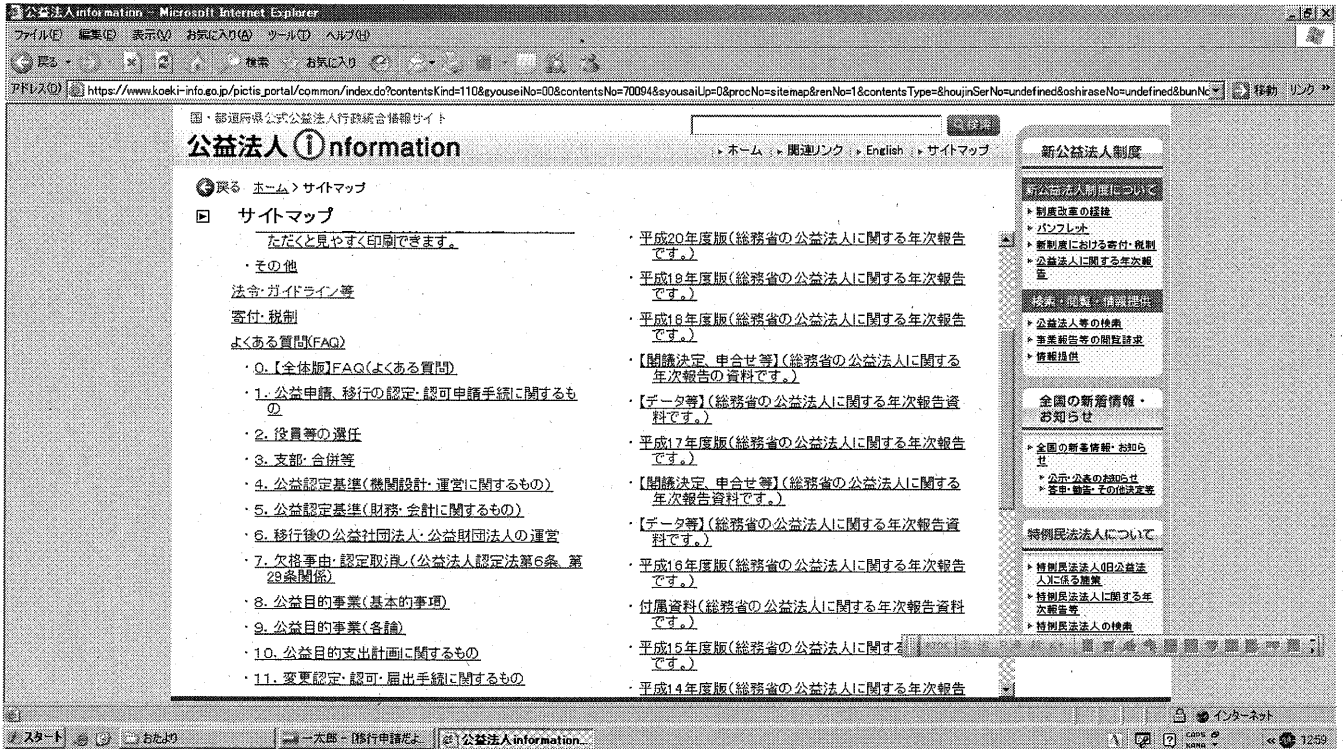 公益法人information - Microsoft Internet Explorer
ファイル(F) 編集(E) 表示(V) お気に入り(A) ツール(T) ヘルプ(H)
戻る 検索 お気に入り
アドレス(D) https://www.koeki-info.go.jp/pictis_portal/common/index.do?contentsKind=110&gyouseiNo=00&contentsNo=70094&syousaiUp=0&procNo=sitemap&renNo=1&contentsType=&houjinSerNo=undefined&oshiraseNo=undefined&bunNo 移動 リンク »
国・都道府県公式公益法人行政総合情報サイト
公益法人information
検索
ホーム 関連リンク English サイトマップ
戻る ホーム > サイトマップ
サイトマップ
ただくと見やすく印刷できます。
・その他
法令・ガイドライン等
寄付・税制
よくある質問(FAQ)
・0.【全体版】FAQ(よくある質問)
・1. 公益申請、移行の認定・認可申請手続に関するも
の
・2. 役員等の選任
・3. 支部・合併等
・4. 公益認定基準(機関設計・運営に関するもの)
・5. 公益認定基準(財務・会計に関するもの)
・6. 移行後の公益社団法人・公益財団法人の運営
・7. 欠格事由・認定取消し(公益法人認定法第6条、第
29条関係)
・8. 公益目的事業(基本的事項)
・9. 公益目的事業(各論)
・10. 公益目的支出計画に関するもの
・11. 変更認定・認可・届出手続に関するもの
・平成20年度版(総務省の公益法人に関する年次報告
です。)
・平成19年度版(総務省の公益法人に関する年次報告
です。)
・平成18年度版(総務省の公益法人に関する年次報告
です。)
・【閣議決定、申合せ等】(総務省の公益法人に関する
年次報告の資料です。)
・【データ等】(総務省の公益法人に関する年次報告資
料です。)
・平成17年度版(総務省の公益法人に関する年次報告
です。)
・【閣議決定、申合せ等】(総務省の公益法人に関する
年次報告資料です。)
・【データ等】(総務省の公益法人に関する年次報告資
料です。)
・平成16年度版(総務省の公益法人に関する年次報告
です。)
・付属資料(総務省の公益法人に関する年次報告資料
です。)
・平成15年度版(総務省の公益法人に関する
です。)
・平成14年度版(総務省の公益法人に関する年次報告
新公益法人制度
新公益法人制度について
制度改革の経緯
パンフレット
新制度における寄付・税制
公益法人に関する年次報
告
検索・閲覧・情報提供
公益法人等の検索
事業報告等の閲覧請求
情報提供
全国の新着情報・
お知らせ
全国の新着情報・お知ら
せ
公示・公表のお知らせ
答申・勧告・その他決定等
特例民法法人について
特例民法法人(旧公益法
人)に係る施策
特例民法法人に関する年
次報告等
特例民法法人の検索
インターネット
スタート おたより 一太郎 - [移行申請だよ... 公益法人information... CAPS KANA « 12:59